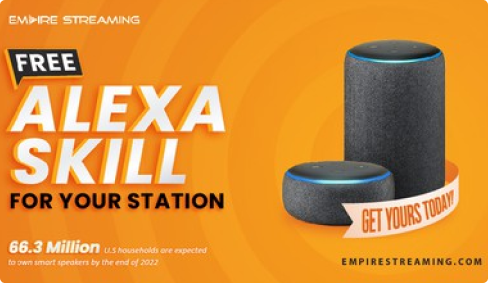 EMPIRE STREAMING
FREE
ALEXA
SKILL
FOR YOUR STATION
66.3 Million U.S households are expected
to own smart speakers by the end of 2022
GET YOURS TODAY!
EMPIRESTREAMING.COM